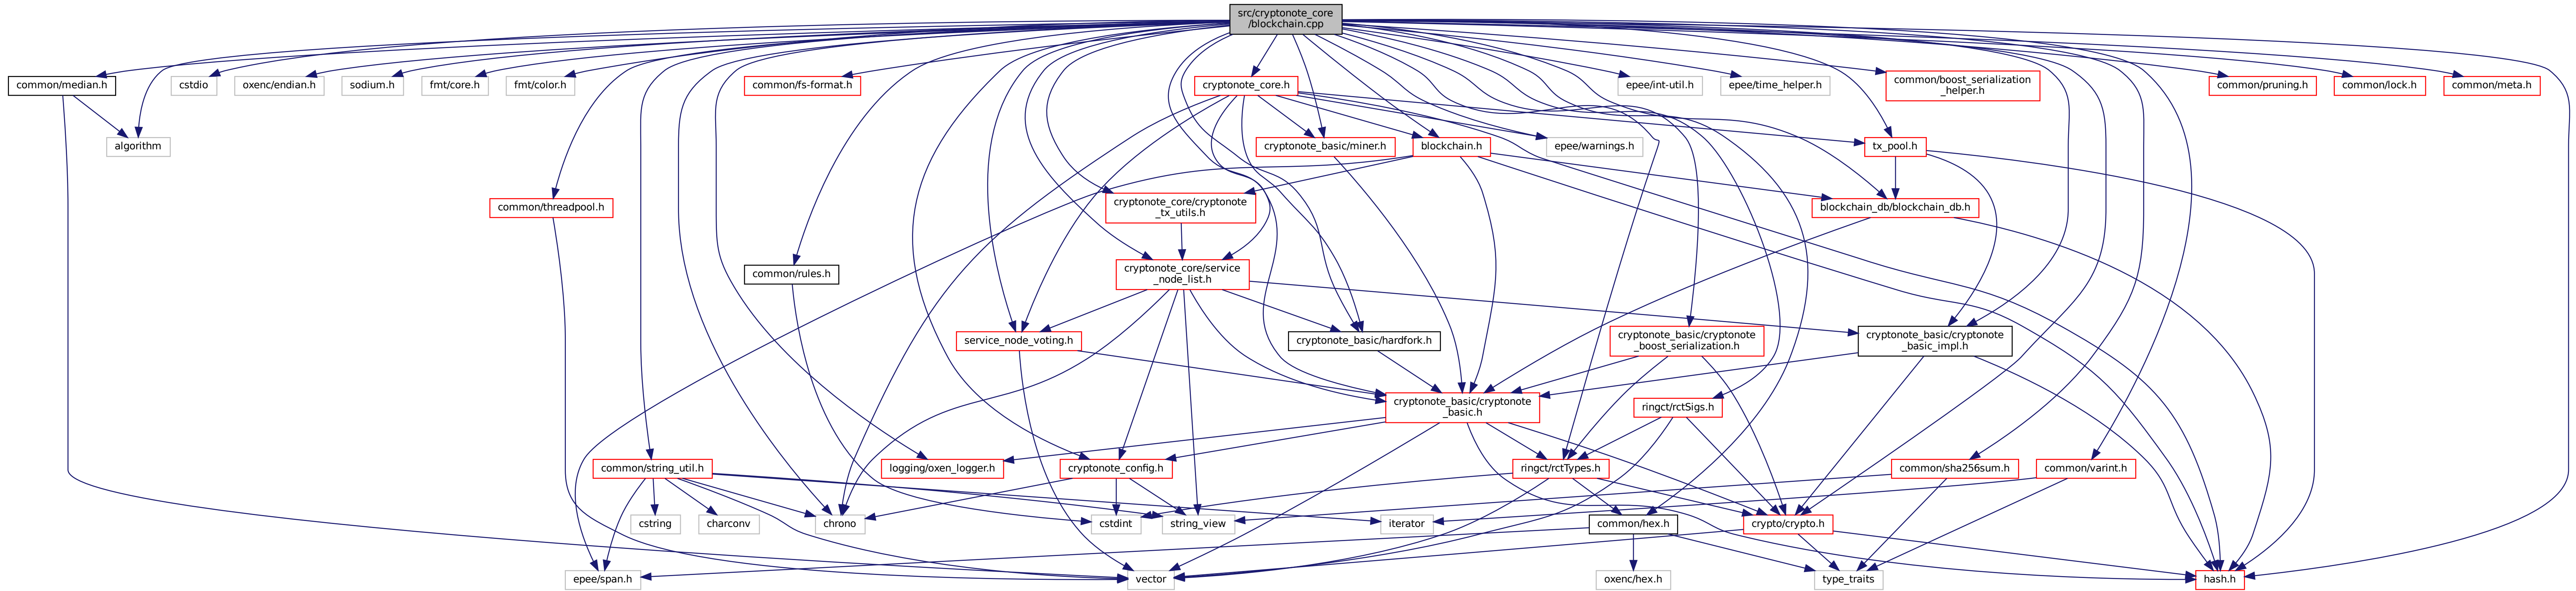 src/cryptonote_core
/blockchain.cpp
common/median.h
cstdio
oxenc/endian.h
sodium.h
fmt/core.h
fmt/color.h
common/fs-format.h
cryptonote_core.h
epee/int-util.h
epee/time_helper.h
common/boost_serialization
_helper.h
common/pruning.h
common/lock.h
common/meta.h
algorithm
cryptonote_basic/miner.h
blockchain.h
epee/warnings.h
tx_pool.h
common/threadpool.h
cryptonote_core/cryptonote
_tx_utils.h
blockchain_db/blockchain_db.h
common/rules.h
cryptonote_core/service
_node_list.h
service_node_voting.h
cryptonote_basic/hardfork.h
cryptonote_basic/cryptonote
_boost_serialization.h
cryptonote_basic/cryptonote
_basic_impl.h
cryptonote_basic/cryptonote
_basic.h
ringct/rctSigs.h
common/string_util.h
logging/oxen_logger.h
cryptonote_config.h
ringct/rctTypes.h
common/sha256sum.h
common/varint.h
cstring
charconv
chrono
cstdint
string_view
iterator
common/hex.h
crypto/crypto.h
epee/span.h
vector
oxenc/hex.h
type_traits
hash.h